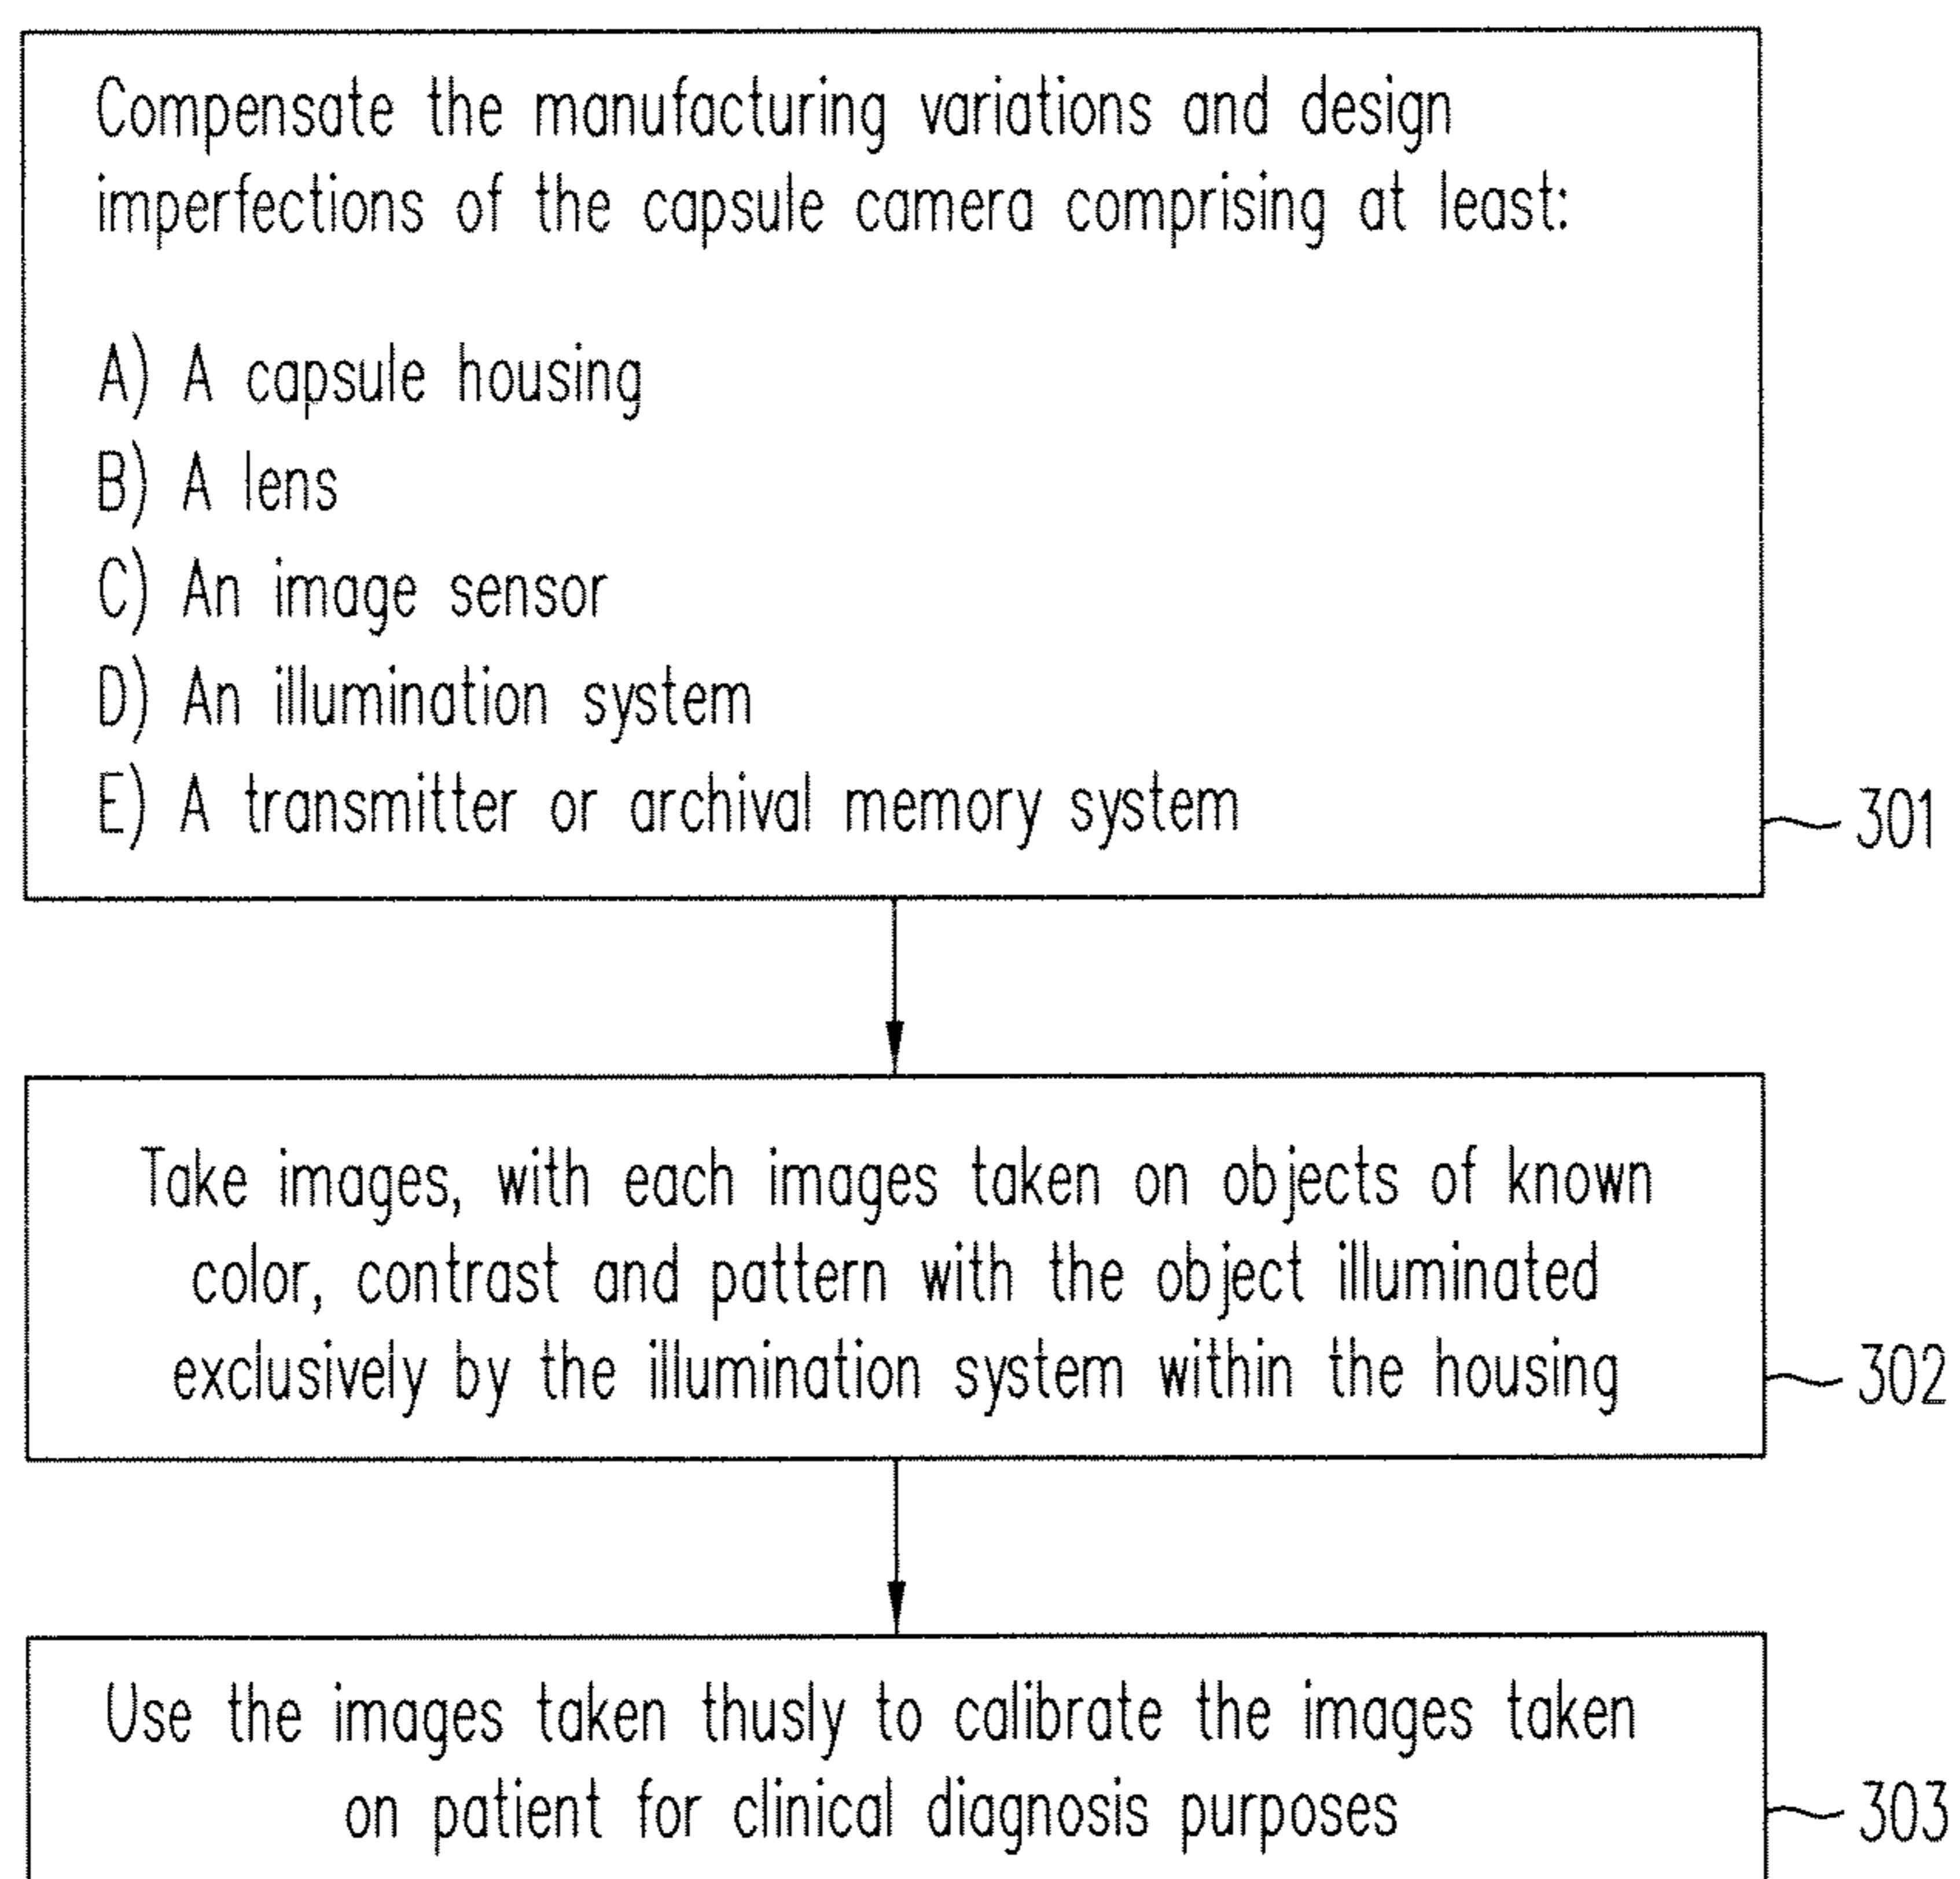 Compensate the manufacturing variations and design
imperfections of the capsule camera comprising at least:
A) A capsule housing
B) A lens
C) An image sensor
D) An illumination system
E) A transmitter or archival memory system
301
Take images, with each images taken on objects of known
color, contrast and pattern with the object illuminated
exclusively by the illumination system within the housing
302
Use the images taken thusly to calibrate the images taken
on patient for clinical diagnosis purposes
303